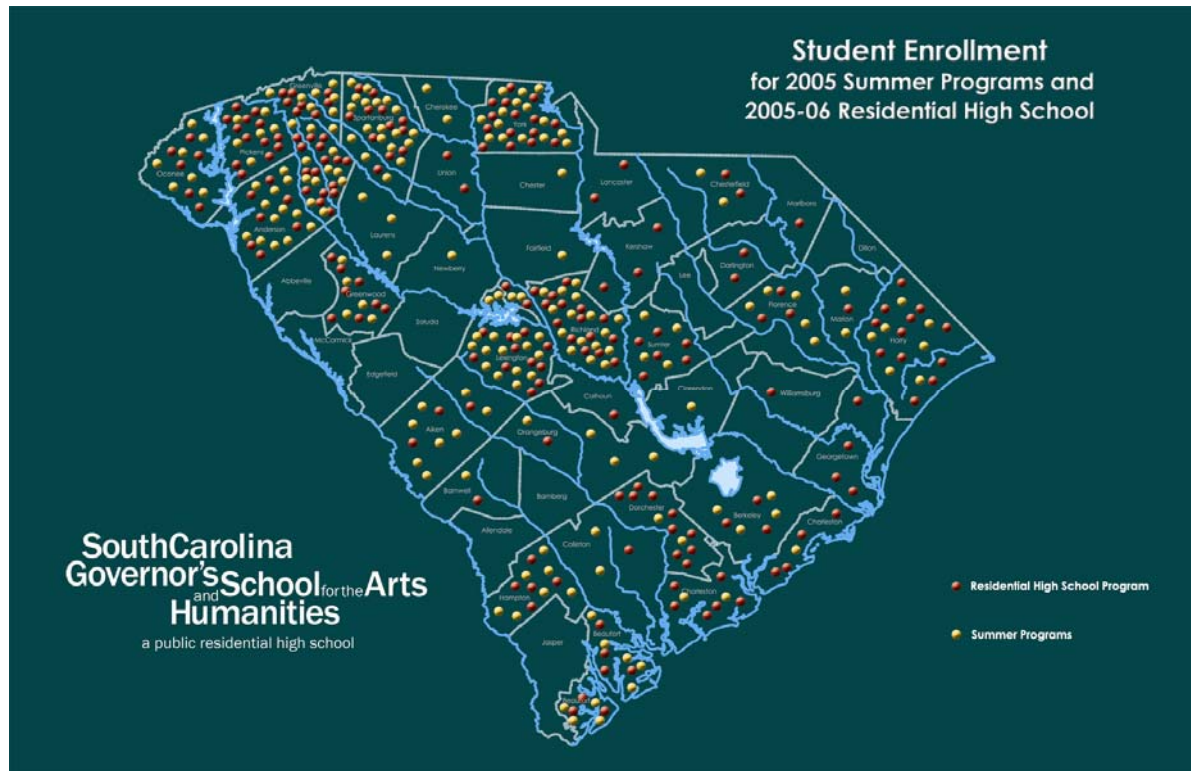 Student Enrollment
for 2005 Summer Programs and
2005-06 Residential High School
Greenville
Cherokee
Spartanburg
York
Pickens
Oconee
Union
Chester
Lancaster
Chesterfield
Marlboro
Anderson
Laurens
Fairfield
Kershaw
Darlington
Dillon
Newberry
Lee
Abbeville
Greenwood
Florence
Marion
Saluda
Richland
Sumter
Horry
McCormick
Lexington
Edgefield
Calhoun
Clarendon
Williamsburg
Aiken
Orangeburg
Georgetown
Barnwell
Bamberg
Dorchester
Berkeley
Charleston
Allendale
Colleton
Hampton
Charleston
Jasper
Beaufort
Beaufort
SouthCarolina
Governor's
and School for the Arts
Humanities
a public residential high school
Residential High School Program
Summer Programs